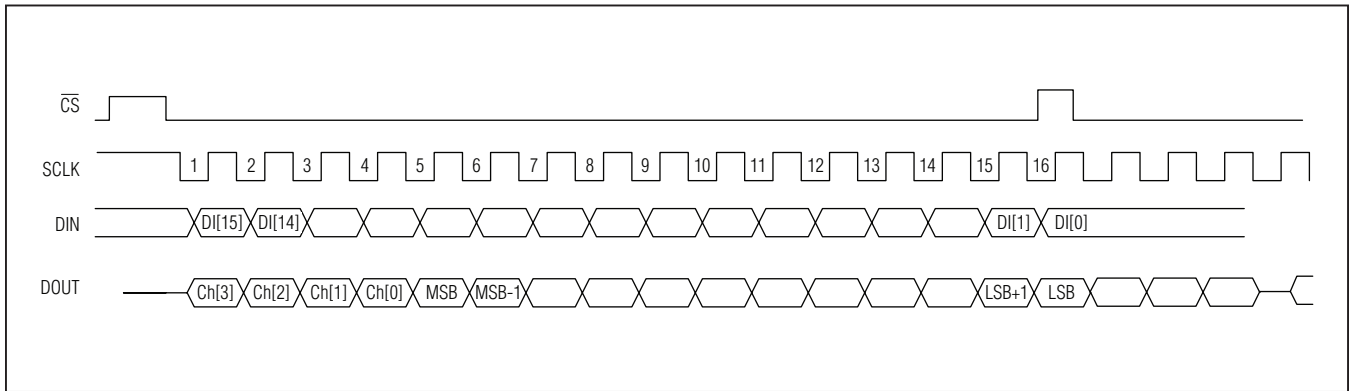 CS
SCLK 1 2 3 4 5 6 7 8 9 10 11 12 13 14 15 16
DIN DI[15] DI[14] DI[1] DI[0]
DOUT Ch[3] Ch[2] Ch[1] Ch[0] MSB MSB-1 LSB+1 LSB